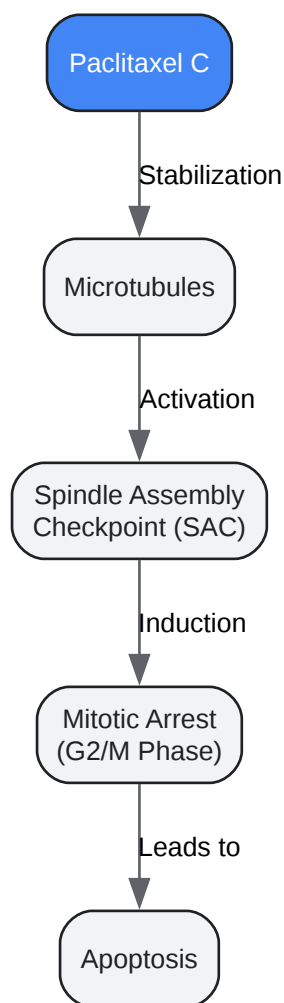 Paclitaxel C
Stabilization
Microtubules
Activation
Spindle Assembly
Checkpoint (SAC)
Induction
Mitotic Arrest
(G2/M Phase)
Leads to
Apoptosis